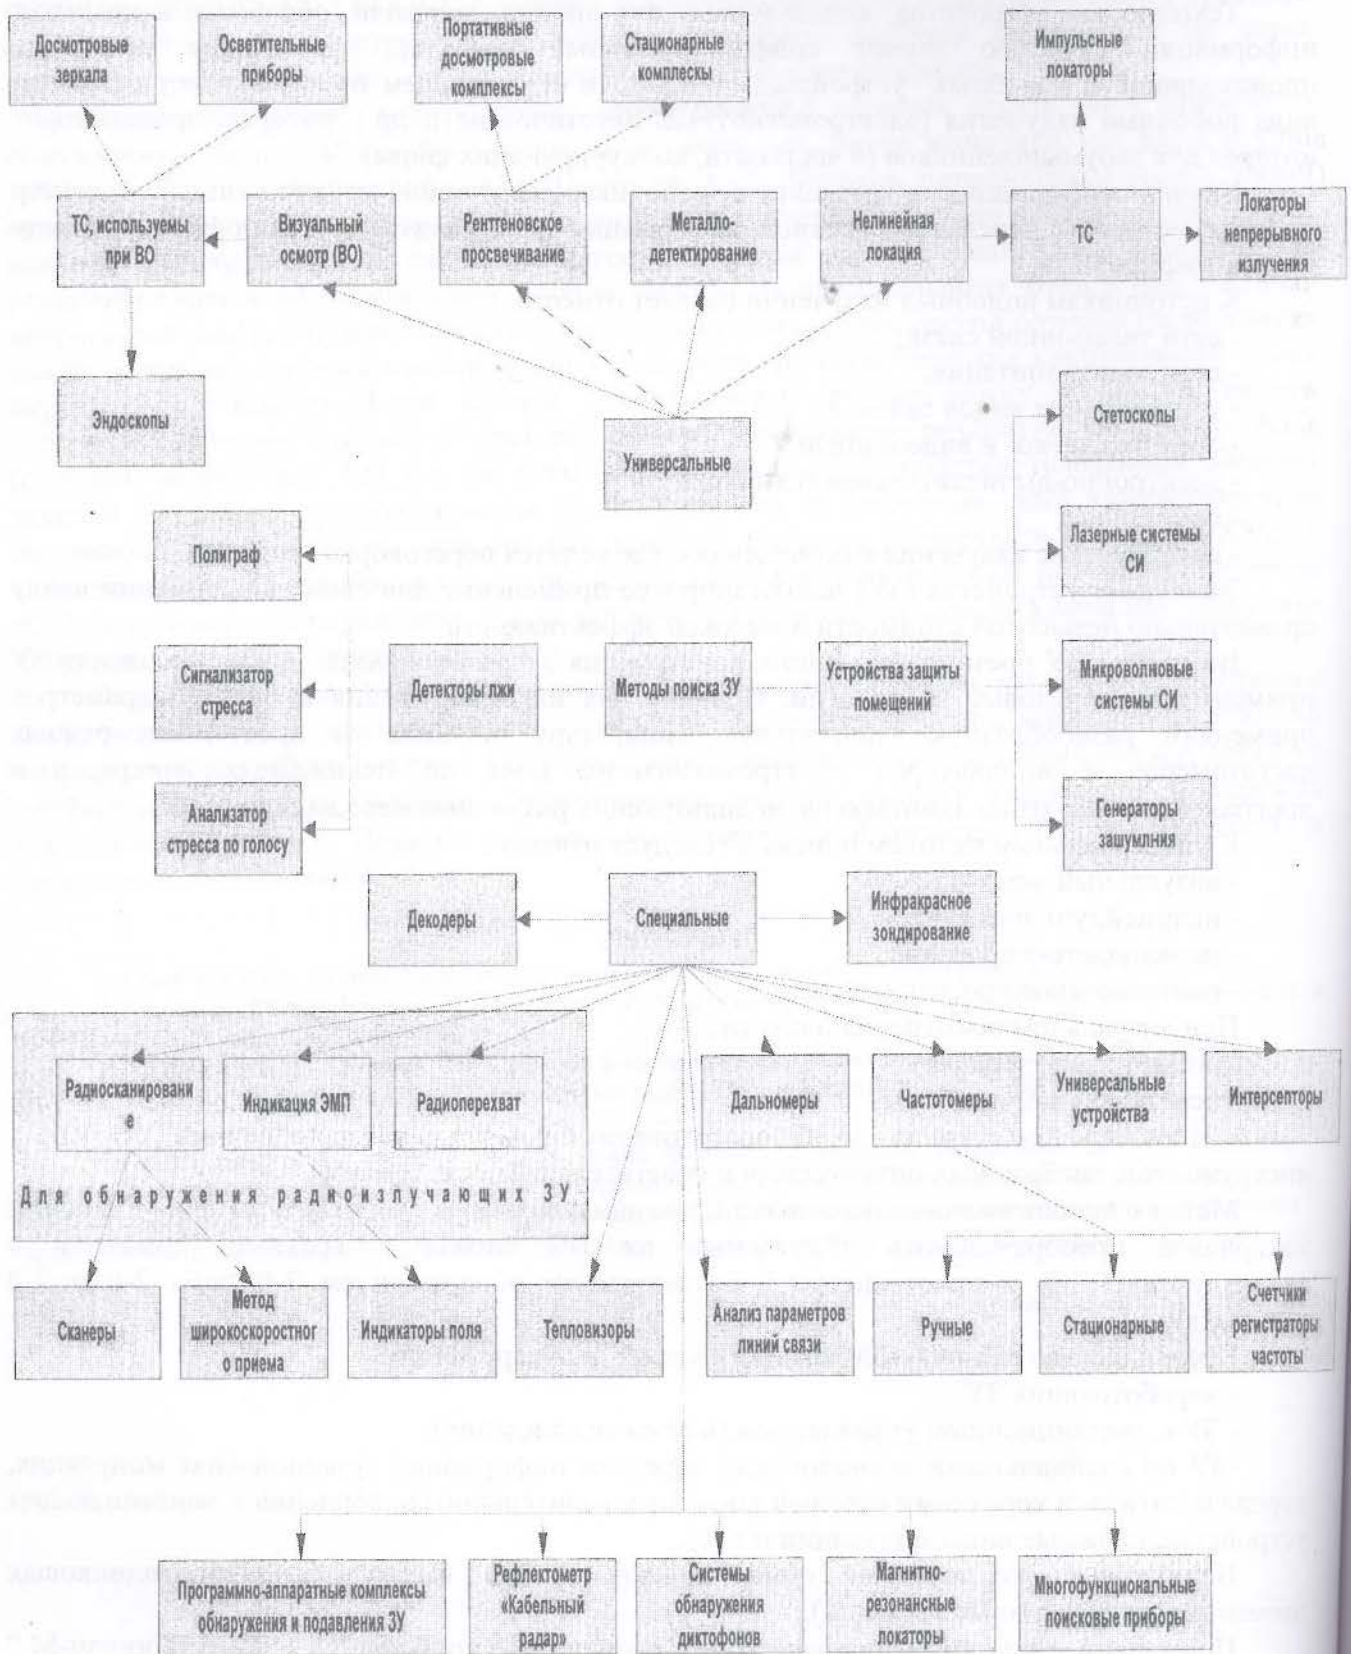 Досмотровые
зеркала
Осветительные
приборы
Портативные
досмотровые
комплексы
Стационарные
комплескы
Импульсные
локаторы
ТС, используемы
при ВО
Визуальный
осмотр (ВО)
Рентгеновское
просвечивание
Металло-
детектирование
Нелинейная
локация
ТС
Локаторы
непрерывного
излучения
Эндоскопы
Универсальные
Стетосколы
Полиграф
Лазерные системы
СИ
Сигнализатор
стресса
Детекторы лжи
Методы поиска ЗУ
Устройства защиты
помещений
Микроволновые
системы СИ
Анализатор
стресса по голосу
Генераторы
зашумлния
Декодеры
Специальные
Инфракрасное
зондирование
Радиосканировани
е
Индикация ЭМП
Радиоперехват
Дальномеры
Частотомеры
Универсальные
устройства
Интерсепторы
Для обнаружения радиоизлучающих ЗУ
Сканеры
Метод
широкоскоростног
о приема
Индикаторы поля
Тепловизоры
Анализ параметров
линий связи
Ручные
Стационарные
Счетчики
регистраторы
частоты
Программно-аппаратные комплексы
обнаружения и подавления ЗУ
Рефлектометр
«Кабельный
радар»
Системы
обнаружения
диктофонов
Магнитно-
резонансные
локаторы
Многофункциональные
поисковые приборы